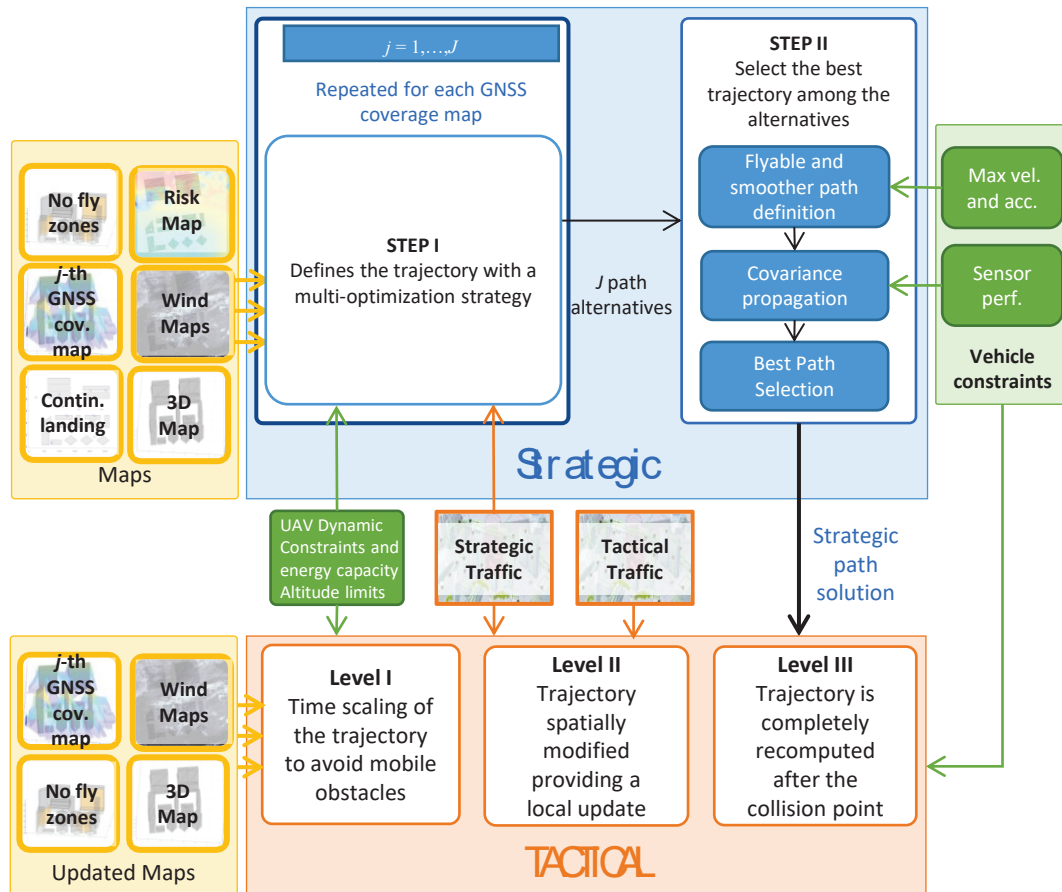 j = 1,…,J
Repeated for each GNSS
coverage map
STEP I
Defines the trajectory with a
multi-optimization strategy
J path
alternatives
STEP II
Select the best
trajectory among the
alternatives
Flyable and
smoother path
definition
Covariance
propagation
Best Path
Selection
Max vel.
and acc.
Sensor
perf.
Vehicle
constraints
No fly
zones
Risk
Map
j-th
GNSS
cov.
map
Wind
Maps
Contin.
landing
3D
Map
Maps
Strategic
UAV Dynamic
Constraints and
energy capacity
Altitude limits
Strategic
Traffic
Tactical
Traffic
Strategic
path
solution
j-th
GNSS
cov.
map
Wind
Maps
No fly
zones
3D
Map
Updated Maps
Level I
Time scaling of
the trajectory
to avoid mobile
obstacles
Level II
Trajectory
spatially
modified
providing a
local update
Level III
Trajectory is
completely
recomputed
after the
collision point
TACTICAL